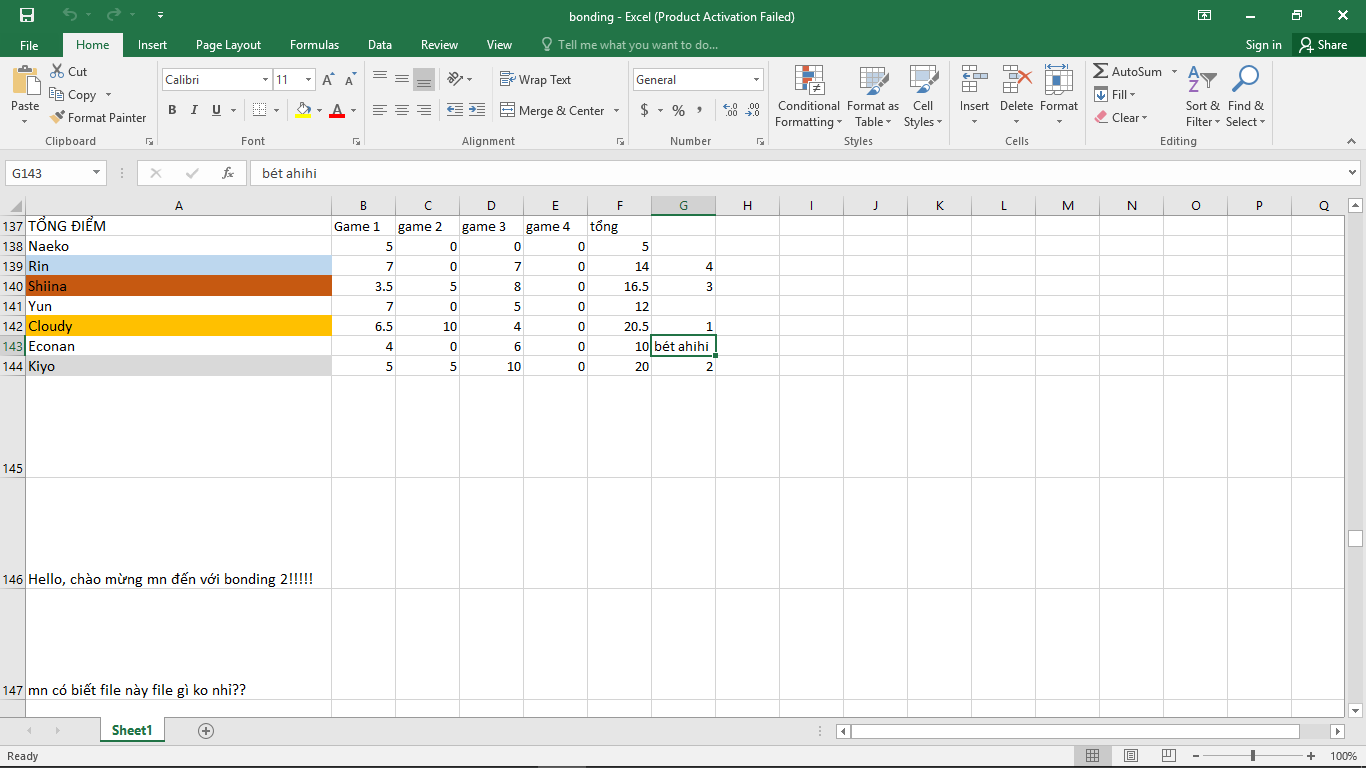 bonding - Excel (Product Activation Failed)
File Home Insert Page Layout Formulas Data Review View Tell me what you want to do... Sign in Share
Paste
Cut
Copy
Format Painter
Clipboard
Calibri 11
B I U A
Font
Wrap Text
Merge & Center
Alignment
General
$ % ,
Number
Conditional Formatting
Format as Table
Cell Styles
Styles
Insert Delete Format
Cells
AutoSum
Fill
Clear
Sort & Filter
Find & Select
Editing
G143 fx bét ahihi
A B C D E F G H I J K L M N O P Q
137 TỔNG ĐIỂM Game 1 game 2 game 3 game 4 tổng
138 Naeko 5 0 0 0 5
139 Rin 7 0 7 0 14 4
140 Shiina 3.5 5 8 0 16.5 3
141 Yun 7 0 5 0 12
142 Cloudy 6.5 10 4 0 20.5 1
143 Econan 4 0 6 0 10 bét ahihi
144 Kiyo 5 5 10 0 20 2
145
146 Hello, chào mừng mn đến với bonding 2!!!!!
147 mn có biết file này file gì ko nhỉ??
Sheet1
Ready 100%